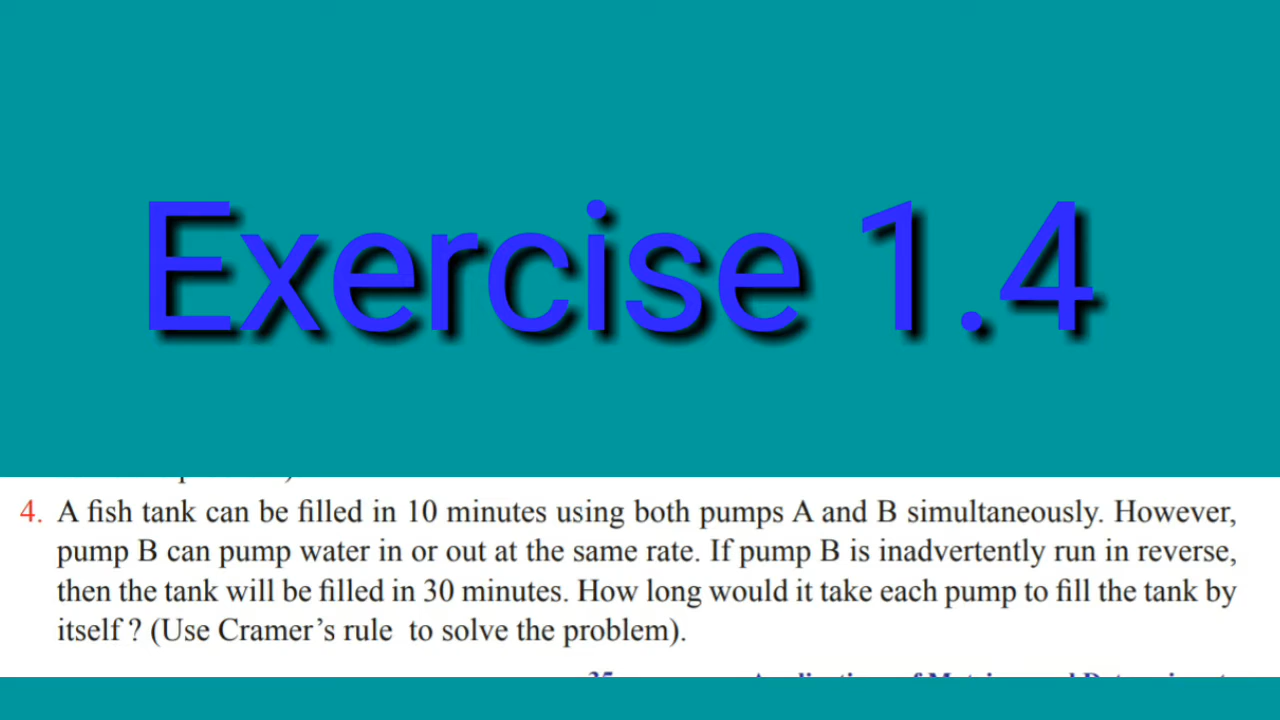 Exercise 1.4
4. A fish tank can be filled in 10 minutes using both pumps A and B simultaneously. However,
pump B can pump water in or out at the same rate. If pump B is inadvertently run in reverse,
then the tank will be filled in 30 minutes. How long would it take each pump to fill the tank by
itself ? (Use Cramer’s rule to solve the problem).